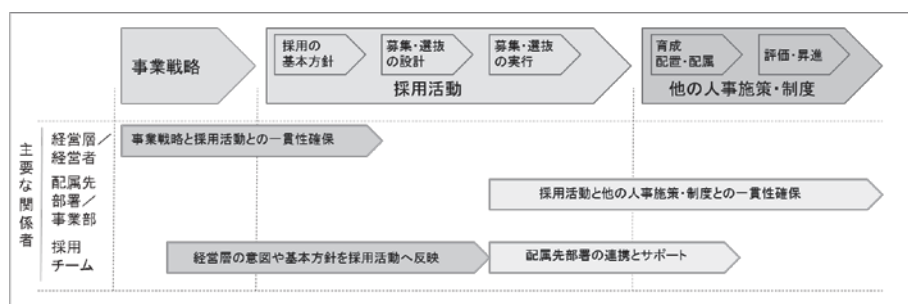 事業戦略
採用の
基本方針
募集・選抜
の設計
募集・選抜
の実行
採用活動
育成
配置・配属
評価・昇進
他の人事施策・制度
主要な関係者
経営層／
経営者
事業戦略と採用活動との一貫性確保
配属先
部署／
事業部
採用活動と他の人事施策・制度との一貫性確保
採用
チーム
経営層の意図や基本方針を採用活動へ反映
配属先部署の連携とサポート